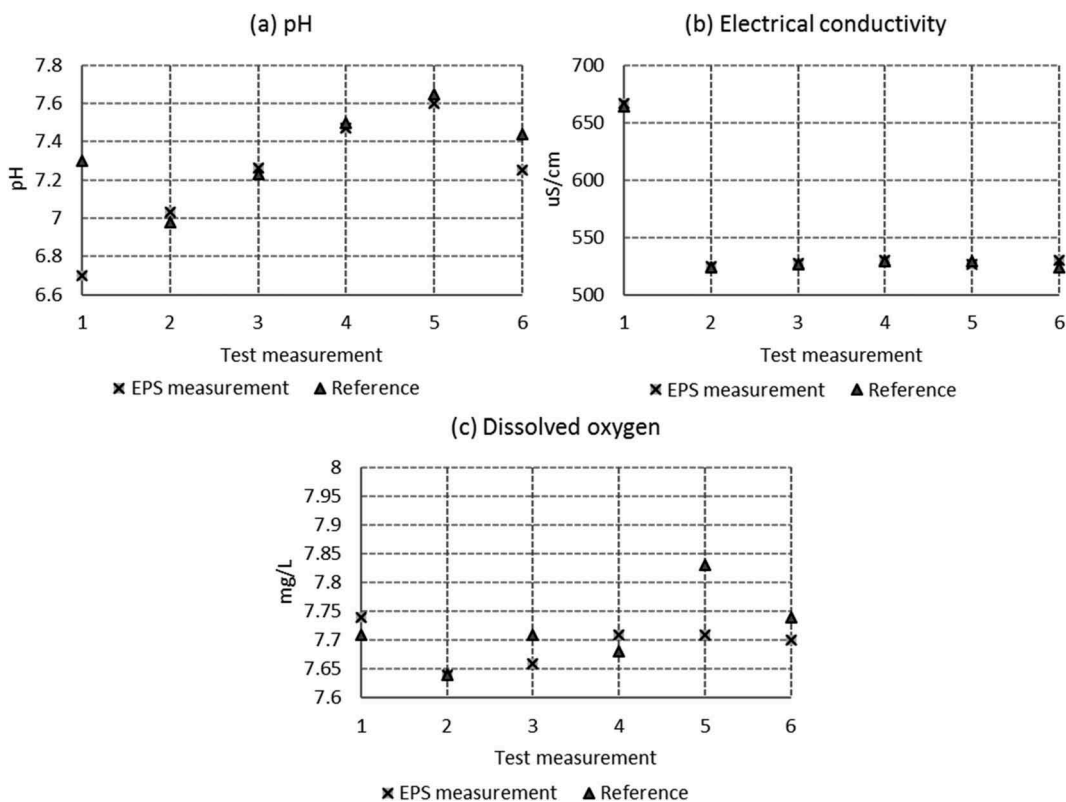 (a) pH
7.8
7.6
7.4
7.2
7
6.8
6.6
pH
1 2 3 4 5 6
Test measurement
EPS measurement Reference
(b) Electrical conductivity
700
650
600
550
500
uS/cm
1 2 3 4 5 6
Test measurement
EPS measurement Reference
(c) Dissolved oxygen
8
7.95
7.9
7.85
7.8
7.75
7.7
7.65
7.6
mg/L
1 2 3 4 5 6
Test measurement
EPS measurement Reference